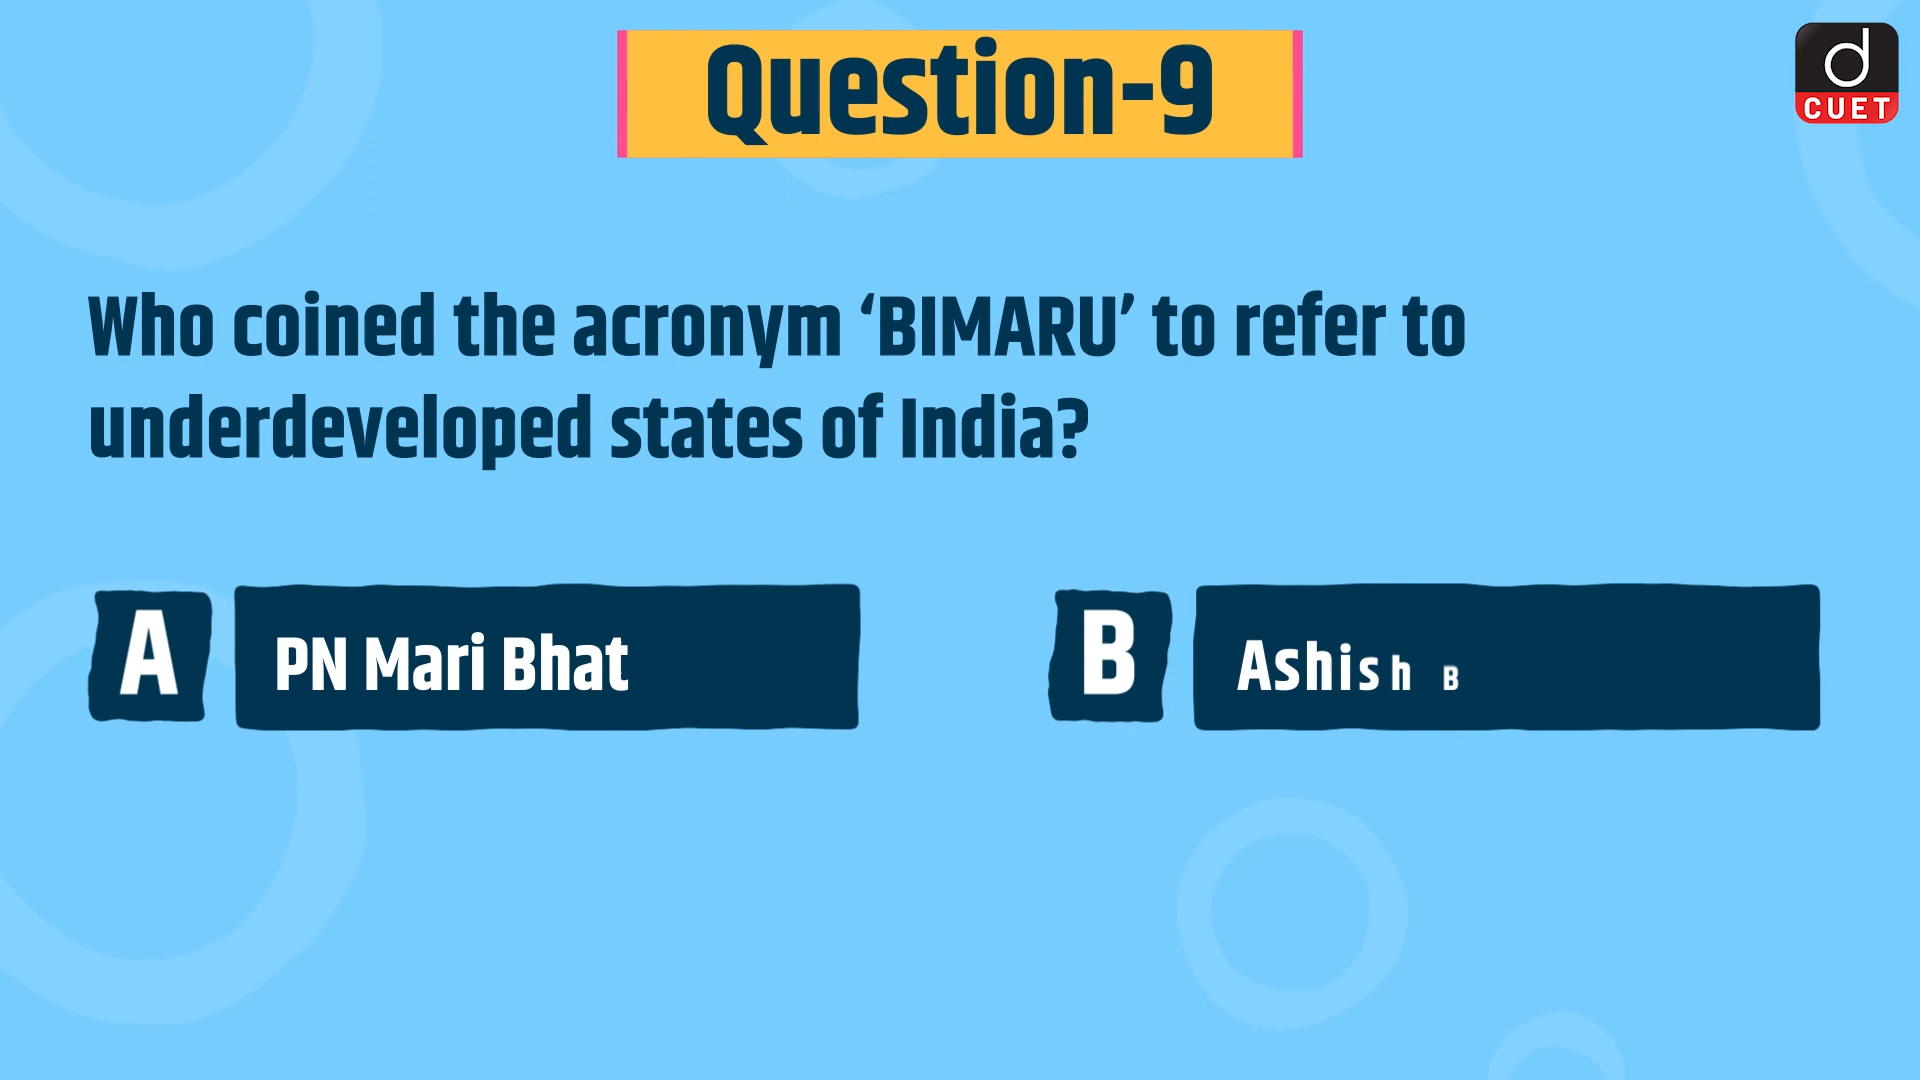 Question-9
d
CUET
Who coined the acronym ‘BIMARU’ to refer to
underdeveloped states of India?
A
PN Mari Bhat
B
Ashish B